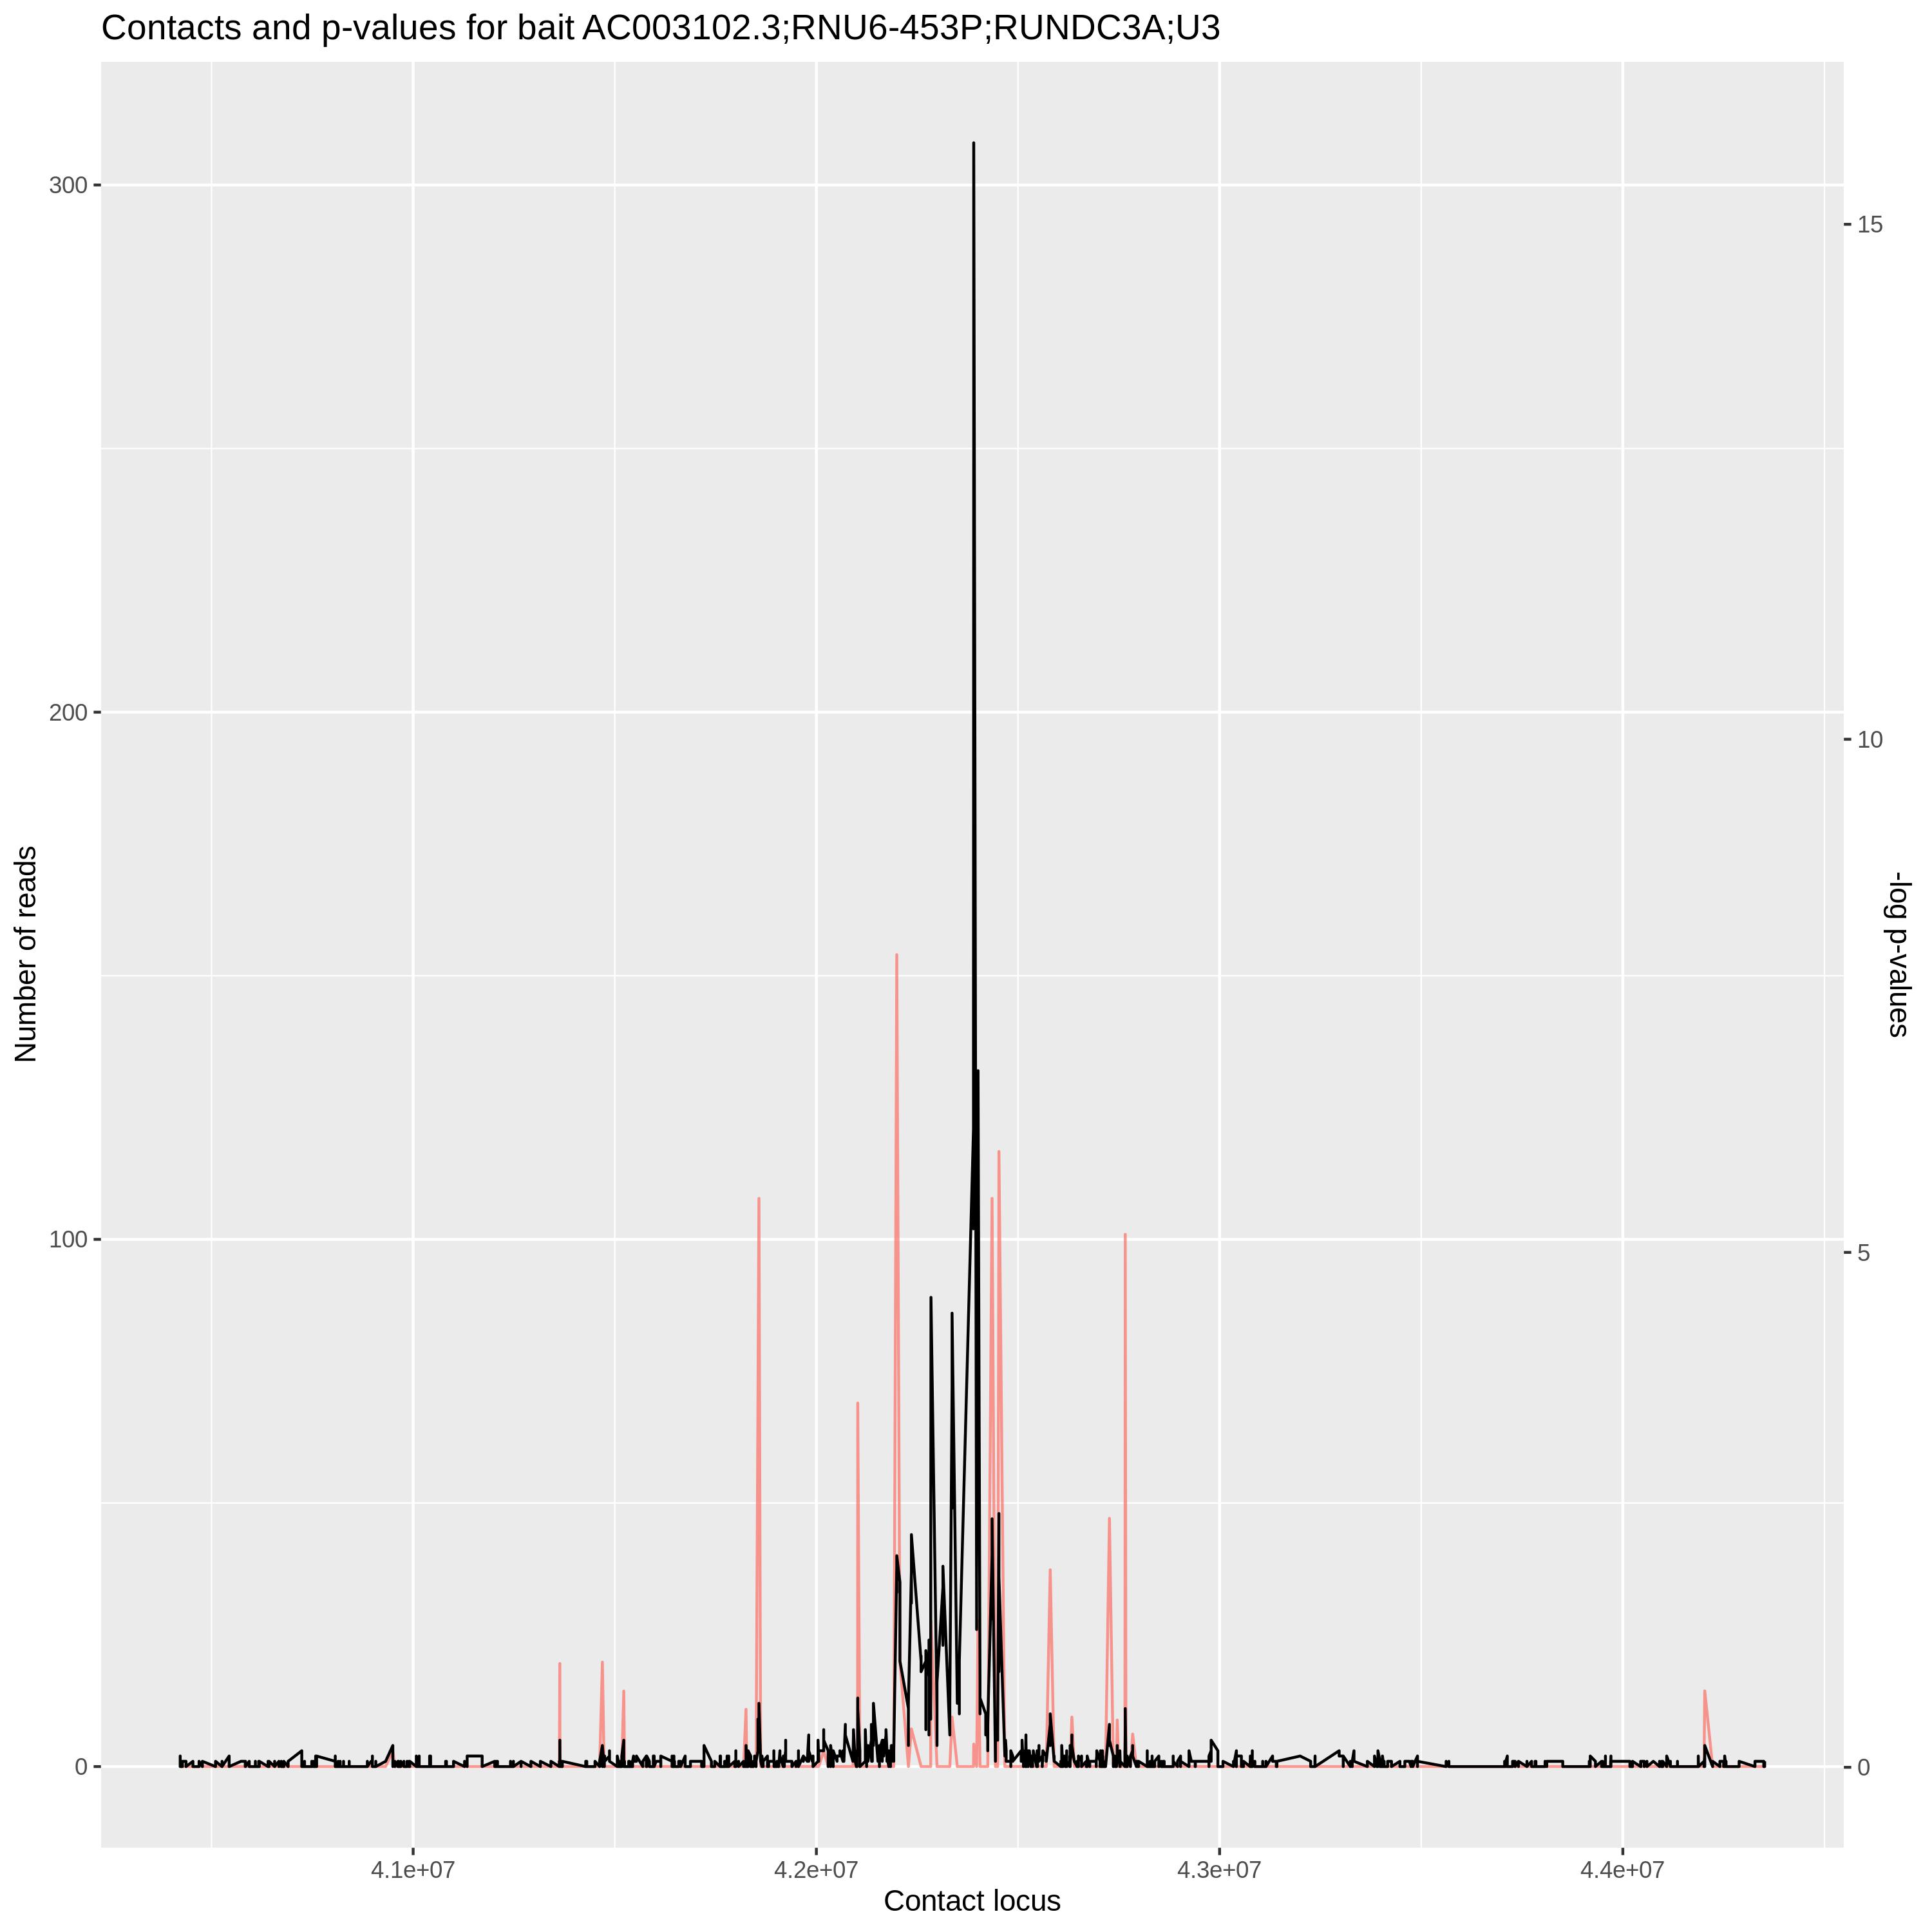 Contacts and p-values for bait AC003102.3;RNU6-453P;RUNDC3A;U3
300
200
100
0
Number of reads
15
10
5
0
-log p-values
4.1e+07
4.2e+07
4.3e+07
4.4e+07
Contact locus